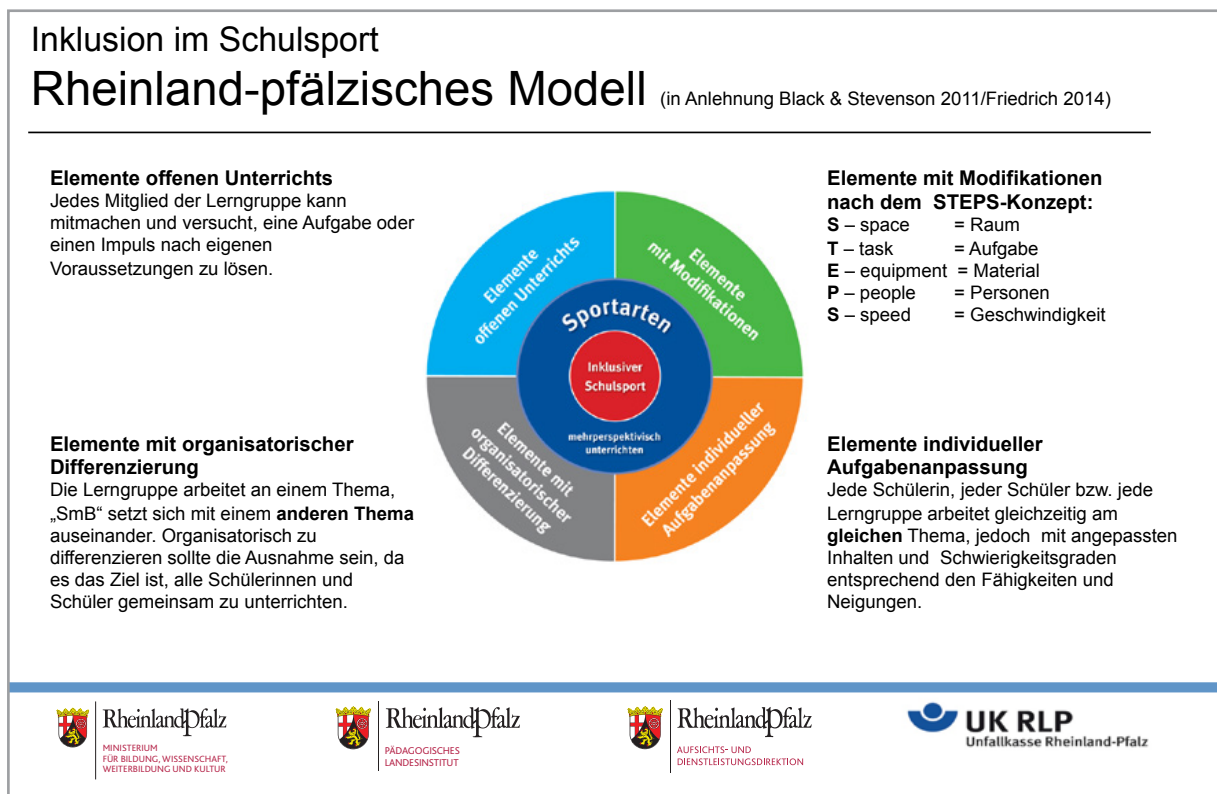 Inklusion im Schulsport
Rheinland-pfälzisches Modell (in Anlehnung Black & Stevenson 2011/Friedrich 2014)
Elemente offenen Unterrichts
Jedes Mitglied der Lerngruppe kann
mitmachen und versucht, eine Aufgabe oder
einen Impuls nach eigenen
Voraussetzungen zu lösen.
Elemente mit Modifikationen
nach dem STEPS-Konzept:
S – space = Raum
T – task = Aufgabe
E – equipment = Material
P – people = Personen
S – speed = Geschwindigkeit
Elemente
offenen Unterrichts
Elemente
mit Modifikationen
Sportarten
Inklusiver
Schulsport
mehrperspektivisch
unterrichten
Elemente mit
organisatorischer
Differenzierung
Elemente individueller
Aufgabenanpassung
Elemente mit organisatorischer
Differenzierung
Die Lerngruppe arbeitet an einem Thema,
„SmB“ setzt sich mit einem anderen Thema
auseinander. Organisatorisch zu
differenzieren sollte die Ausnahme sein, da
es das Ziel ist, alle Schülerinnen und
Schüler gemeinsam zu unterrichten.
Elemente individueller
Aufgabenanpassung
Jede Schülerin, jeder Schüler bzw. jede
Lerngruppe arbeitet gleichzeitig am
gleichen Thema, jedoch mit angepassten
Inhalten und Schwierigkeitsgraden
entsprechend den Fähigkeiten und
Neigungen.
RheinlandPfalz
MINISTERIUM
FÜR BILDUNG, WISSENSCHAFT,
WEITERBILDUNG UND KULTUR
RheinlandPfalz
PÄDAGOGISCHES
LANDESINSTITUT
RheinlandPfalz
AUFSICHTS- UND
DIENSTLEISTUNGSDIREKTION
UK RLP
Unfallkasse Rheinland-Pfalz